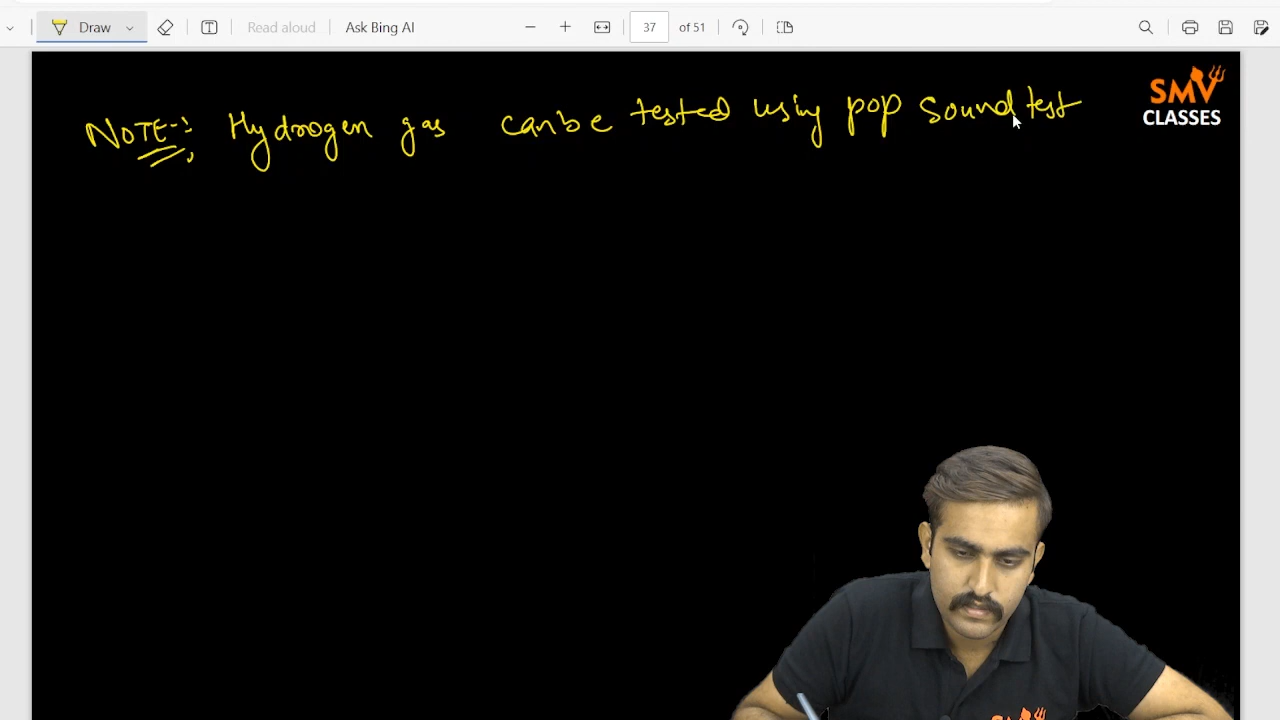 Draw
Read aloud
Ask Bing AI
37 of 51
NOTE-: Hydrogen gas can be tested using pop sound test
SMV
CLASSES